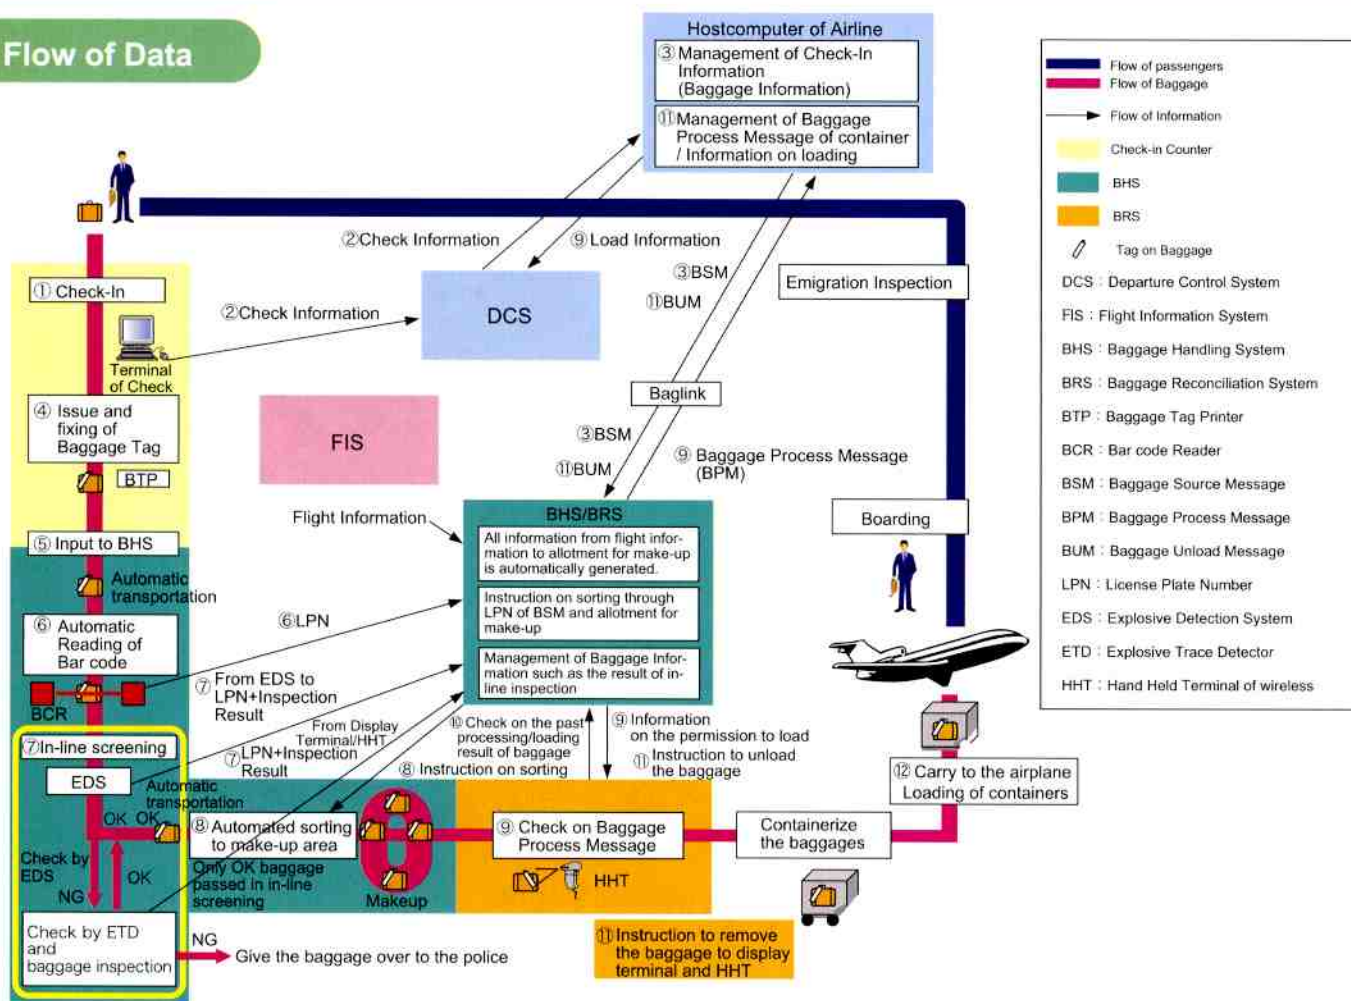 Flow of Data
Hostcomputer of Airline
③ Management of Check-In
Information
(Baggage Information)
⑪ Management of Baggage
Process Message of container
/ Information on loading
②Check Information
⑨ Load Information
① Check-In
②Check Information
DCS
③BSM
⑪BUM
Emigration Inspection
Terminal
of Check
④ Issue and
fixing of
Baggage Tag
BTP
FIS
Baglink
③BSM
⑪BUM
⑨ Baggage Process Message
(BPM)
Flight Information
BHS/BRS
All information from flight infor-
mation to allotment for make-up
is automatically generated.
Instruction on sorting through
LPN of BSM and allotment for
make-up
Management of Baggage Infor-
mation such as the result of in-
line inspection
Boarding
⑤ Input to BHS
Automatic
transportation
⑥ Automatic
Reading of
Bar code
⑥LPN
BCR
⑦ From EDS to
LPN+Inspection
Result
From Display
Terminal/HHT
⑦LPN+Inspection
Result
⑩ Check on the past
processing/loading
result of baggage
⑧ Instruction on sorting
⑨ Information
on the permission to load
⑪ Instruction to unload
the baggage
⑦In-line screening
EDS
Automatic
transportation
OK OK
Check by
EDS
OK
NG
⑧ Automated sorting
to make-up area
Only OK baggage
passed in in-line
screening
Makeup
⑨ Check on Baggage
Process Message
HHT
Containerize
the baggages
⑫ Carry to the airplane
Loading of containers
Check by ETD
and
baggage inspection
NG
Give the baggage over to the police
⑪ Instruction to remove
the baggage to display
terminal and HHT
Flow of passengers
Flow of Baggage
Flow of Information
Check-in Counter
BHS
BRS
Tag on Baggage
DCS : Departure Control System
FIS : Flight Information System
BHS : Baggage Handling System
BRS : Baggage Reconciliation System
BTP : Baggage Tag Printer
BCR : Bar code Reader
BSM : Baggage Source Message
BPM : Baggage Process Message
BUM : Baggage Unload Message
LPN : License Plate Number
EDS : Explosive Detection System
ETD : Explosive Trace Detector
HHT : Hand Held Terminal of wireless